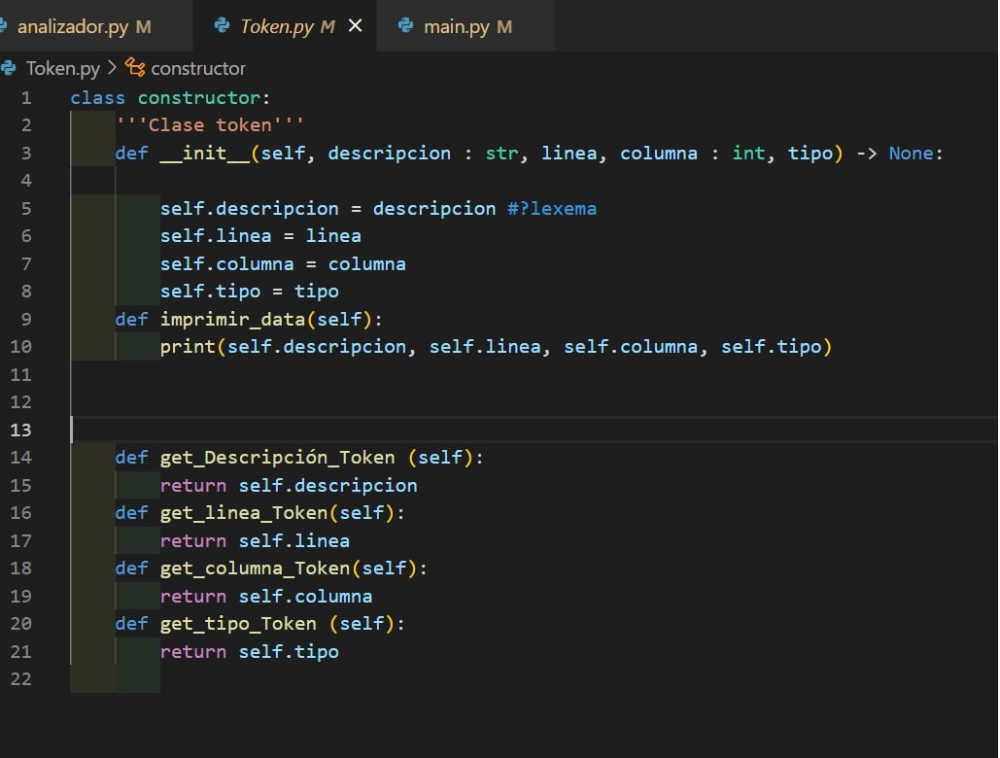 analizador.py M Token.py M × main.py M
Token.py > constructor
1 class constructor:
2     '''Clase token'''
3     def __init__(self, descripcion : str, linea, columna : int, tipo) -> None:
4
5         self.descripcion = descripcion #?lexema
6         self.linea = linea
7         self.columna = columna
8         self.tipo = tipo
9     def imprimir_data(self):
10         print(self.descripcion, self.linea, self.columna, self.tipo)
11
12
13
14     def get_Descripción_Token (self):
15         return self.descripcion
16     def get_linea_Token(self):
17         return self.linea
18     def get_columna_Token(self):
19         return self.columna
20     def get_tipo_Token (self):
21         return self.tipo
22